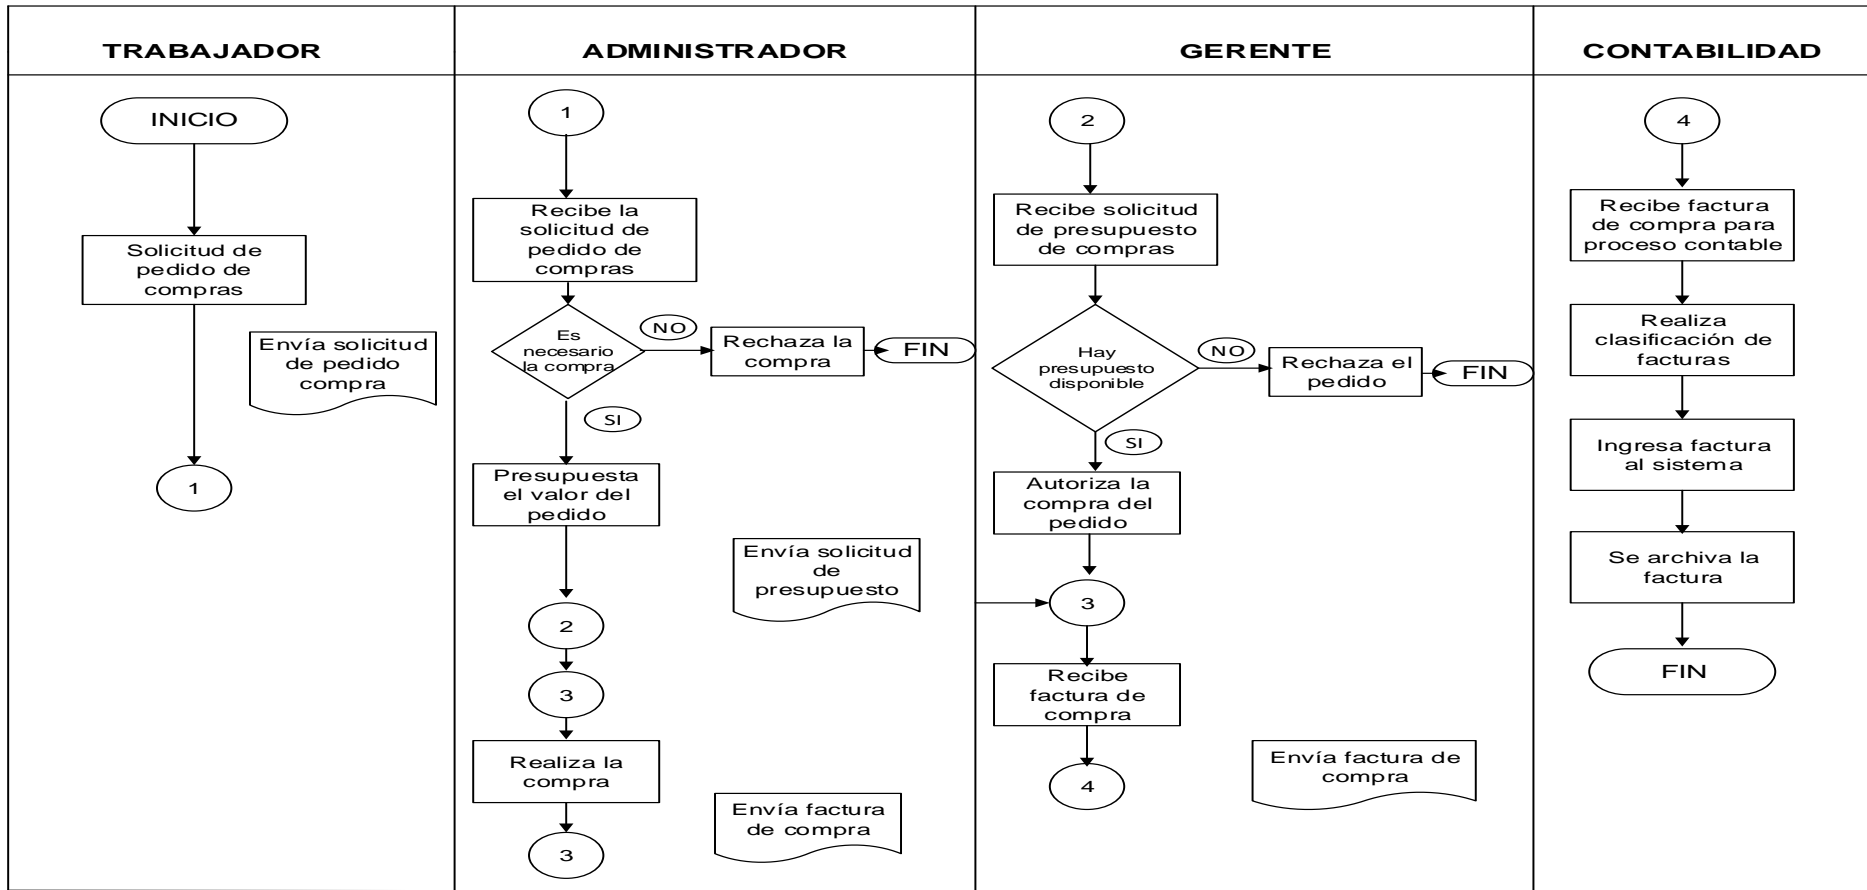 TRABAJADOR
ADMINISTRADOR
GERENTE
CONTABILIDAD
INICIO
Solicitud de
pedido de
compras
Envía solicitud
de pedido
compra
1
1
Recibe la
solicitud de
pedido de
compras
Es
necesario
la compra
NO
Rechaza la
compra
FIN
SI
Presupuesta
el valor del
pedido
Envía solicitud
de
presupuesto
2
3
Realiza la
compra
Envía factura
de compra
3
2
Recibe solicitud
de presupuesto
de compras
Hay
presupuesto
disponible
NO
Rechaza el
pedido
FIN
SI
Autoriza la
compra del
pedido
3
Recibe
factura de
compra
Envía factura de
compra
4
4
Recibe factura
de compra para
proceso contable
Realiza
clasificación de
facturas
Ingresa factura
al sistema
Se archiva la
factura
FIN